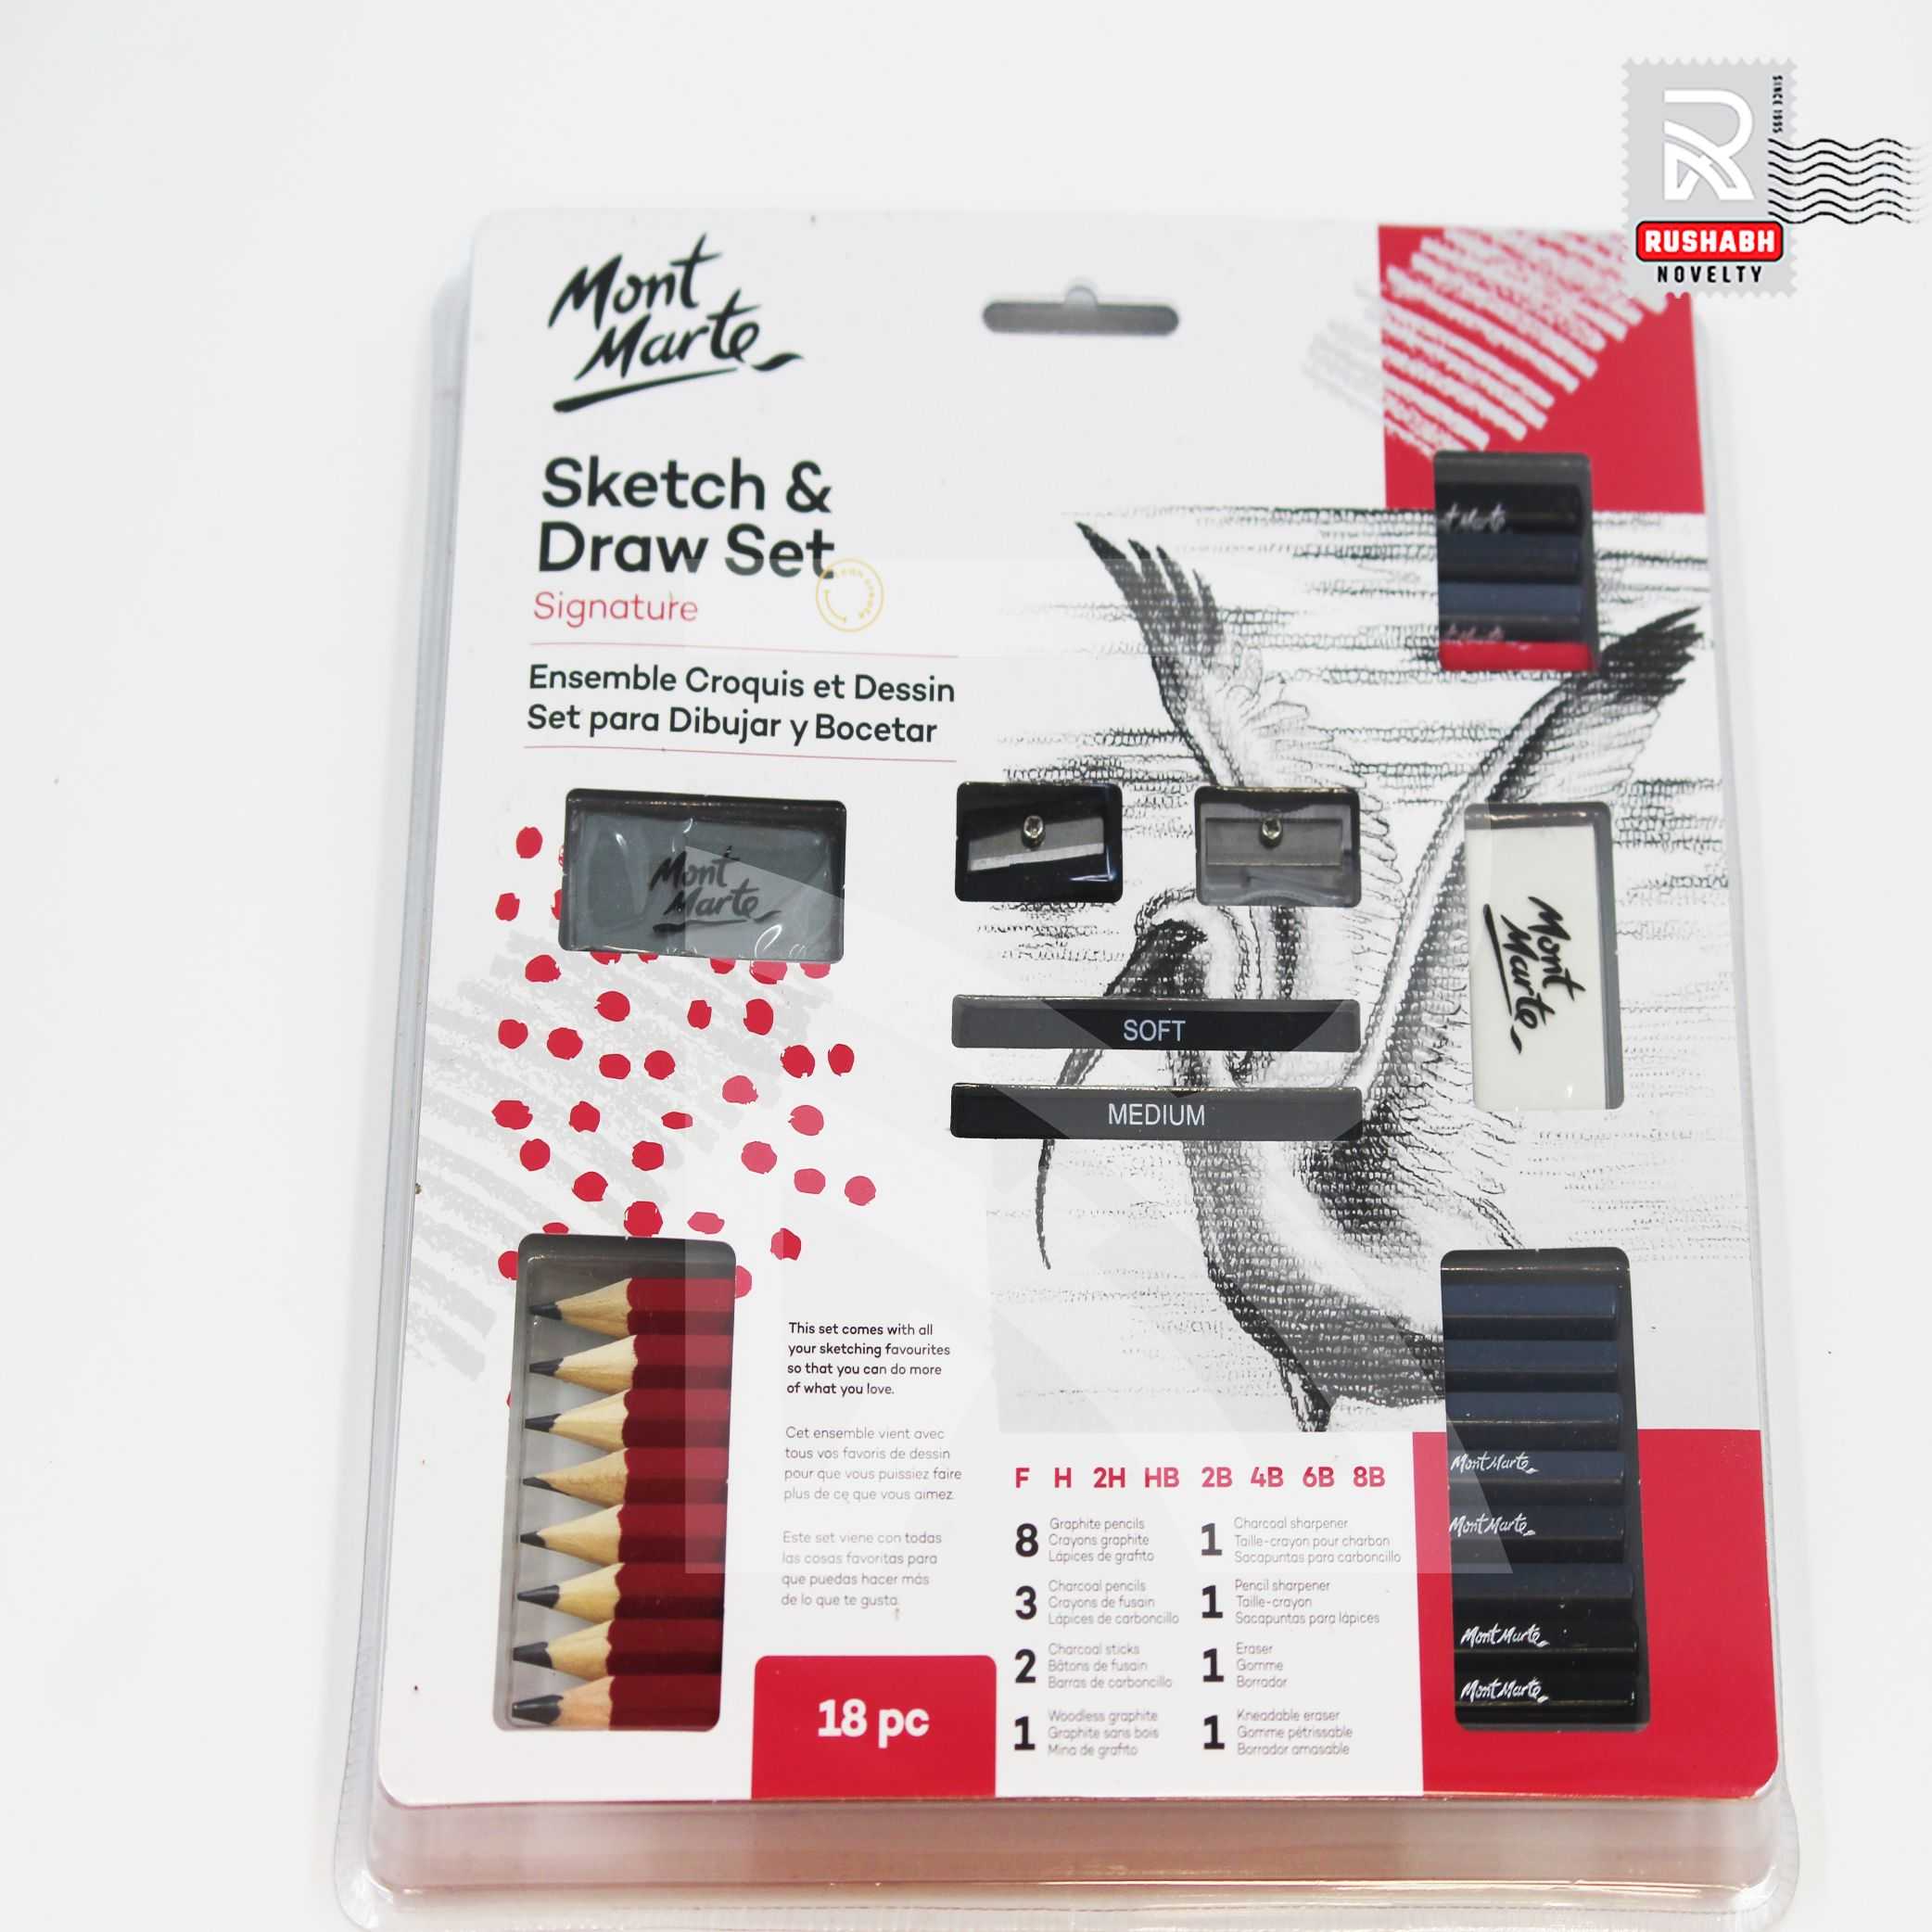 SINCE 1995
RUSHABH
NOVELTY
Mont
Marte
Sketch &
Draw Set
Signature
Ensemble Croquis et Dessin
Set para Dibujar y Bocetar
t Marte
Mont
Marte
Mont
Marte
SOFT
MEDIUM
This set comes with all
your sketching favourites
so that you can do more
of what you love.
Cet ensemble vient avec
tous vos favoris de dessin
pour que vous puissiez faire
plus de ce que vous aimez
Este set viene con todas
las cosas favoritas para
que puedas hacer más
de lo que te gusta
18 pc
F H 2H HB 2B 4B 6B 8B
8 Graphite pencils
Crayons graphite
Lápices de grafito
3 Charcoal pencils
Crayons de fusain
Lápices de carboncillo
2 Charcoal sticks
Bâtons de fusain
Barras de carboncillo
1 Woodless graphite
Graphite sans bois
Mina de grafito
1 Charcoal sharpener
Taille-crayon pour charbon
Sacapuntas para carboncillo
1 Pencil sharpener
Taille-crayon
Sacapuntas para lápices
1 Eraser
Gomme
Borrador
1 Kneadable eraser
Gomme pétrissable
Borrador amasable
Mont Marte
Mont Marte
Mont Marte
Mont Marte